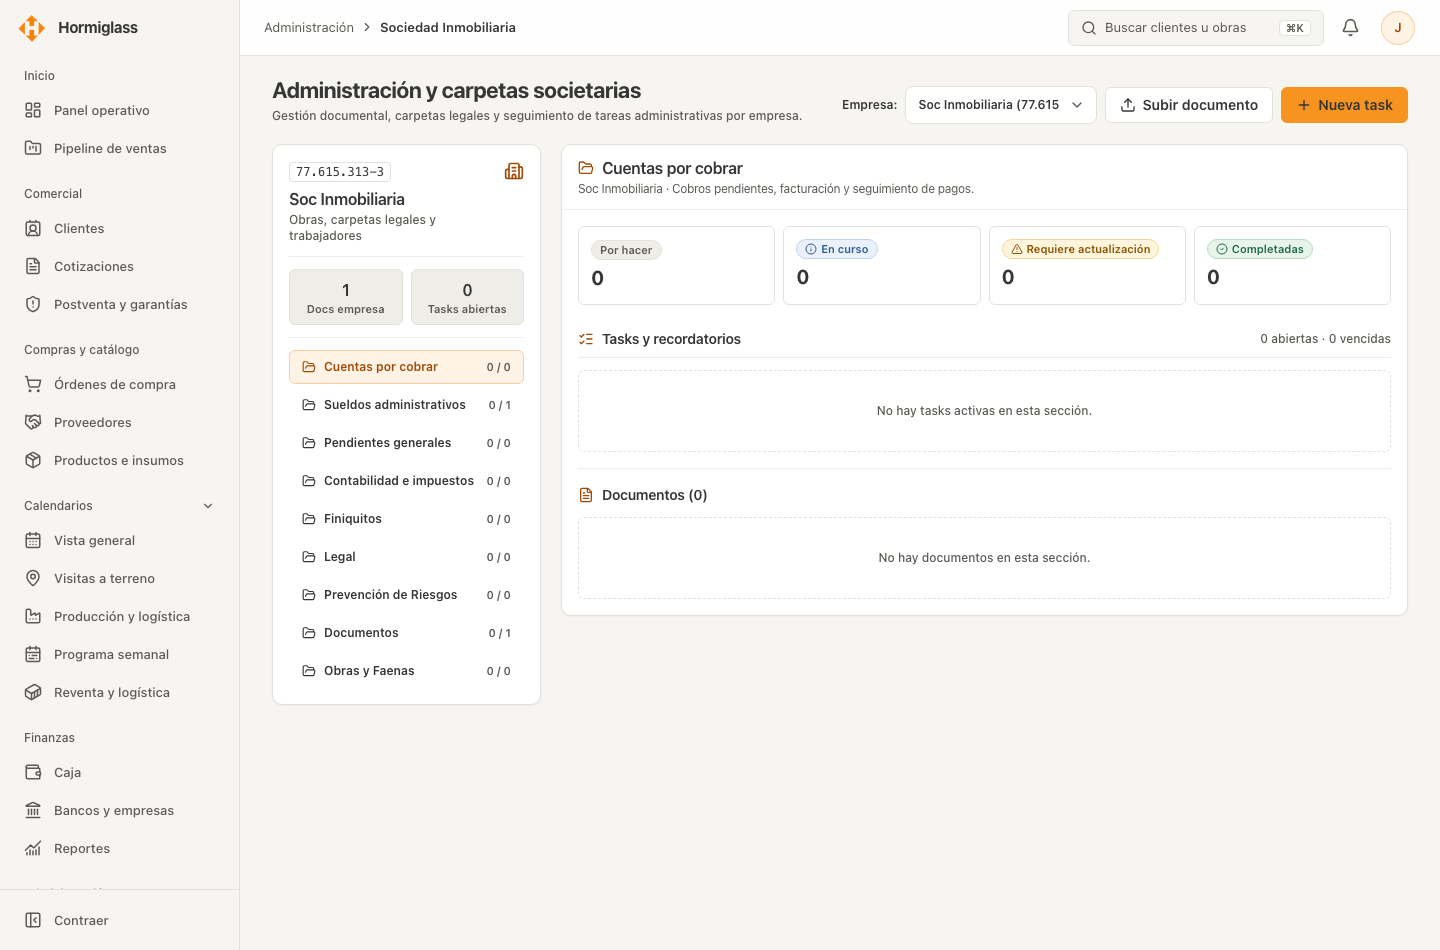 Hormiglass
Inicio
Panel operativo
Pipeline de ventas
Comercial
Clientes
Cotizaciones
Postventa y garantías
Compras y catálogo
Órdenes de compra
Proveedores
Productos e insumos
Calendarios
Vista general
Visitas a terreno
Producción y logística
Programa semanal
Reventa y logística
Finanzas
Caja
Bancos y empresas
Reportes
Contraer
Administración > Sociedad Inmobiliaria
Buscar clientes u obras ⌘K
J
Administración y carpetas societarias
Gestión documental, carpetas legales y seguimiento de tareas administrativas por empresa.
Empresa: Soc Inmobiliaria (77.615
Subir documento
+ Nueva task
77.615.313-3
Soc Inmobiliaria
Obras, carpetas legales y
trabajadores
1
Docs empresa
0
Tasks abiertas
Cuentas por cobrar 0 / 0
Sueldos administrativos 0 / 1
Pendientes generales 0 / 0
Contabilidad e impuestos 0 / 0
Finiquitos 0 / 0
Legal 0 / 0
Prevención de Riesgos 0 / 0
Documentos 0 / 1
Obras y Faenas 0 / 0
Cuentas por cobrar
Soc Inmobiliaria · Cobros pendientes, facturación y seguimiento de pagos.
Por hacer
0
En curso
0
Requiere actualización
0
Completadas
0
Tasks y recordatorios 0 abiertas · 0 vencidas
No hay tasks activas en esta sección.
Documentos (0)
No hay documentos en esta sección.